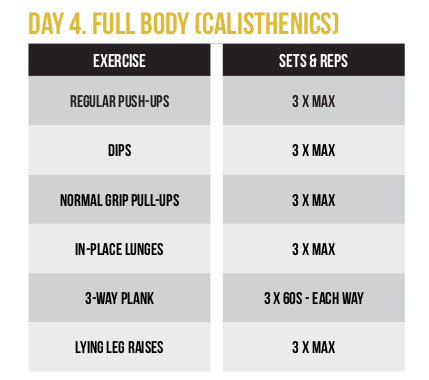 DAY 4. FULL BODY (CALISTHENICS)
EXERCISE SETS & REPS
REGULAR PUSH-UPS 3 X MAX
DIPS 3 X MAX
NORMAL GRIP PULL-UPS 3 X MAX
IN-PLACE LUNGES 3 X MAX
3-WAY PLANK 3 X 60S - EACH WAY
LYING LEG RAISES 3 X MAX